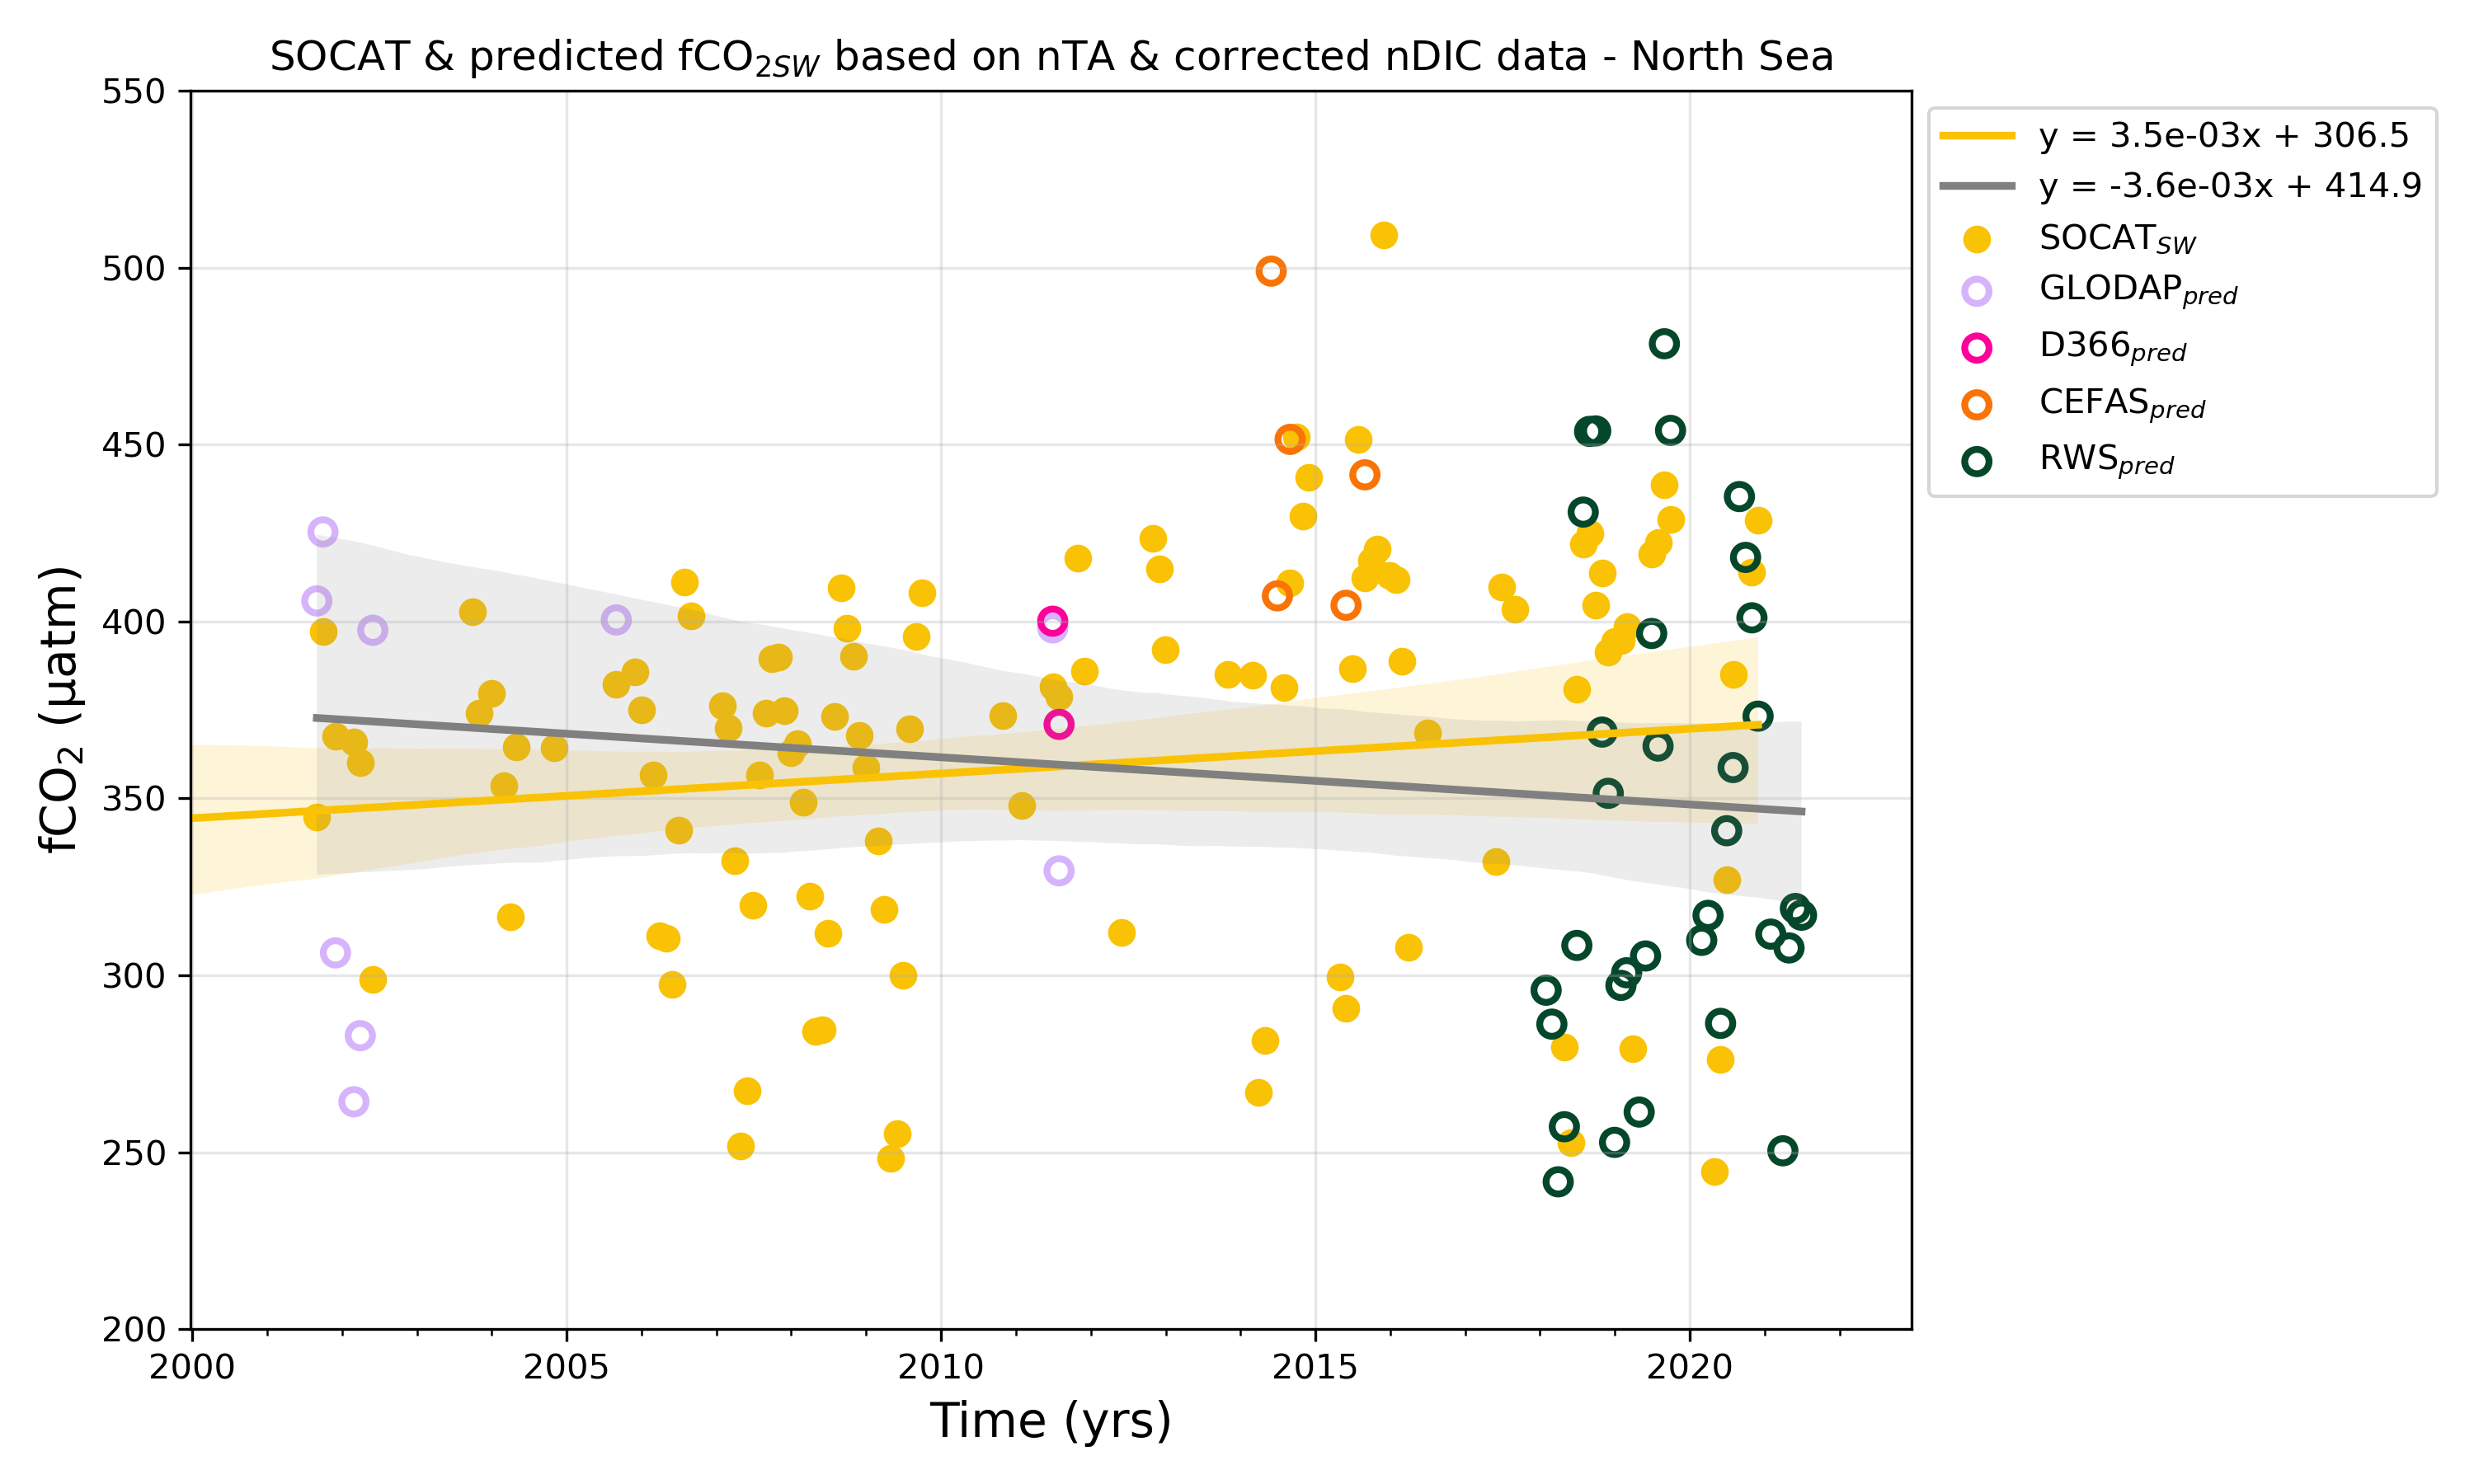 SOCAT & predicted fCO₂SW based on nTA & corrected nDIC data - North Sea
550
500
450
400
350
300
250
200
fCO₂ (µatm)
2000 2005 2010 2015 2020
Time (yrs)
y = 3.5e-03x + 306.5
y = -3.6e-03x + 414.9
SOCATSW
GLODAPpred
D366pred
CEFASpred
RWSpred